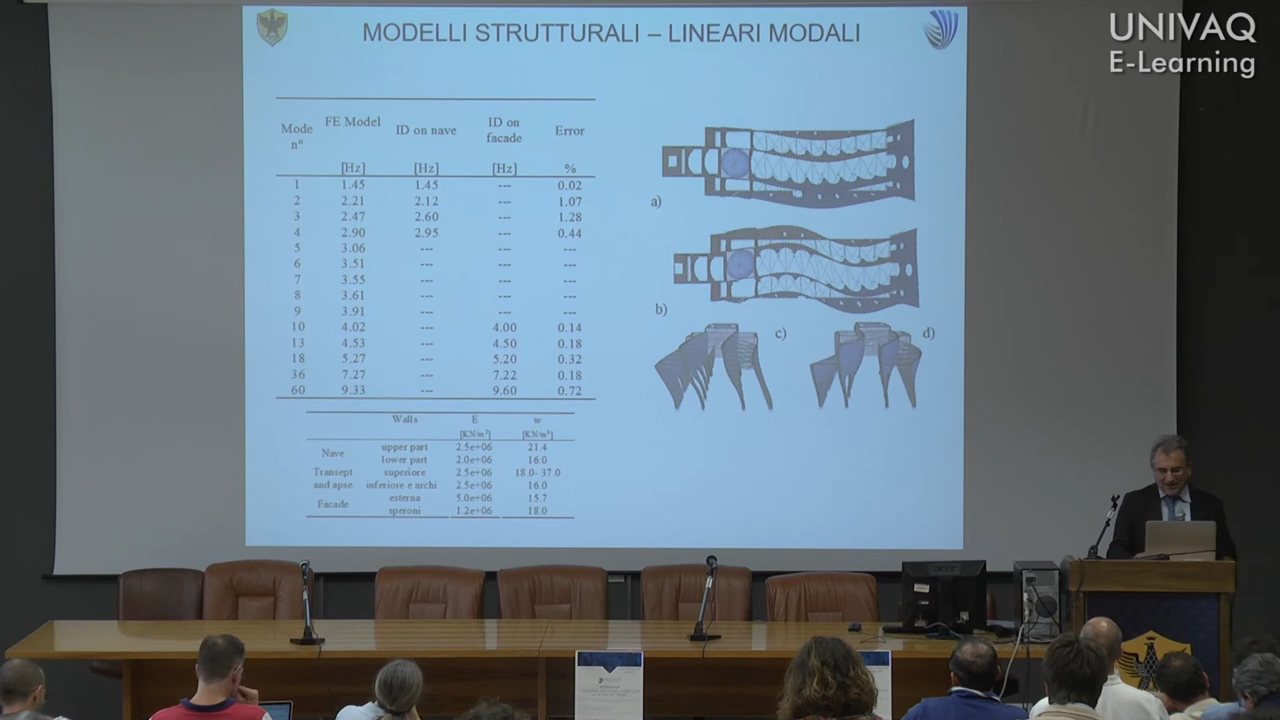 MODELLI STRUTTURALI – LINEARI MODALI
UNIVAQ
E-Learning
Mode n° FE Model ID on nave ID on facade Error
[Hz] [Hz] [Hz] %
1 1.45 1.45 --- 0.02
2 2.21 2.12 --- 1.07
3 2.47 2.60 --- 1.28
4 2.90 2.95 --- 0.44
5 3.06 --- --- ---
6 3.51 --- --- ---
7 3.55 --- --- ---
8 3.61 --- --- ---
9 3.91 --- --- ---
10 4.02 --- 4.00 0.14
13 4.53 --- 4.50 0.18
18 5.27 --- 5.20 0.32
36 7.27 --- 7.22 0.18
60 9.33 --- 9.60 0.72
Walls E w
[KN/m²] [KN/m³]
Nave upper part 2.5e+06 21.4
lower part 2.0e+06 16.0
Transept superiore 2.5e+06 18.0- 37.0
and apse inferiore e archi 2.5e+06 16.0
Facade esterna 5.0e+06 15.7
speroni 1.2e+06 18.0
a)
b)
c)
d)
acer